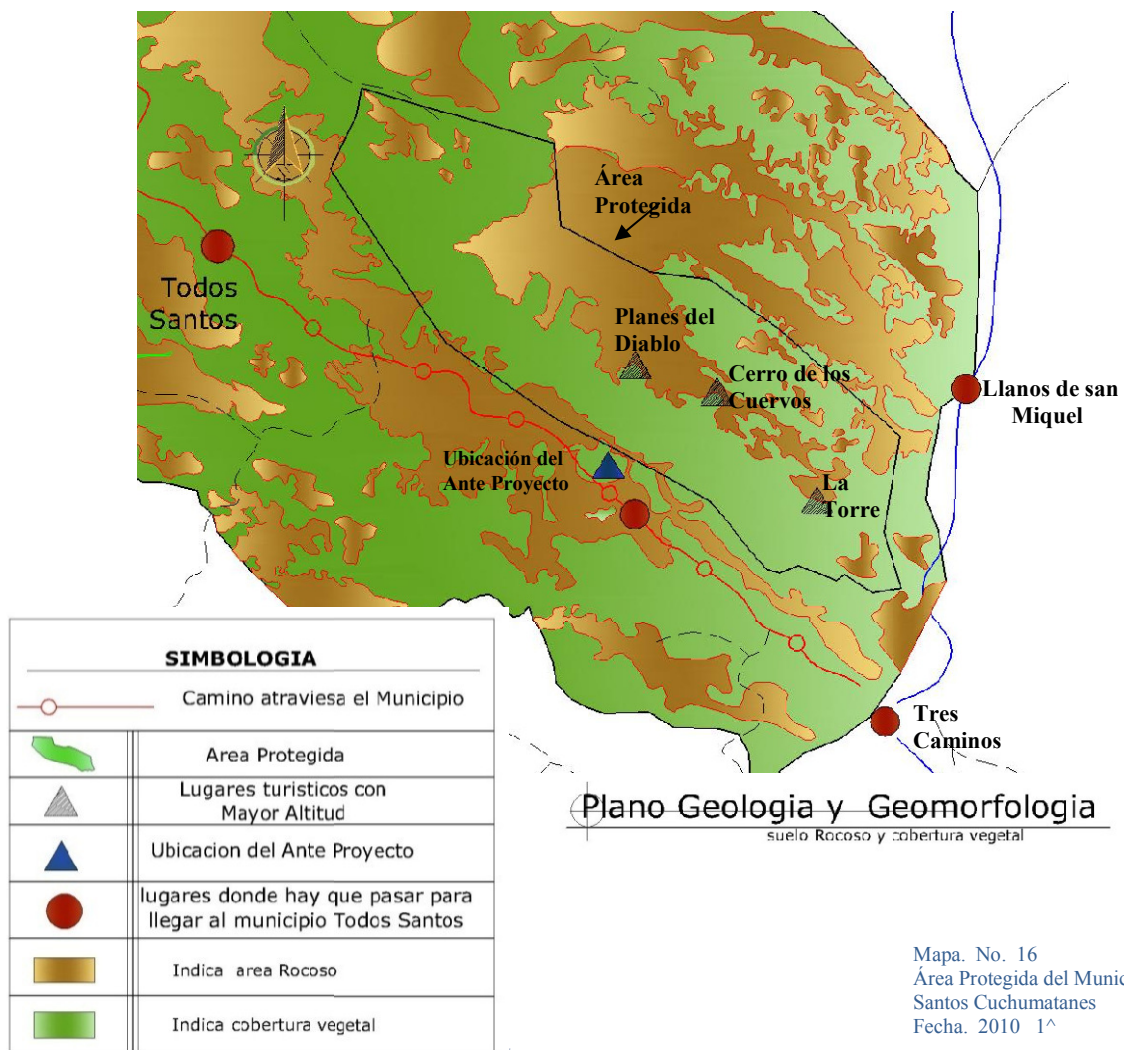 Área
Protegida
Todos
Santos
Planes del
Diablo
Cerro de los
Cuervos
Llanos de san
Miquel
Ubicación del
Ante Proyecto
La
Torre
Tres
Caminos
SIMBOLOGIA
Camino atraviesa el Municipio
Area Protegida
Lugares turisticos con
Mayor Altitud
Ubicacion del Ante Proyecto
lugares donde hay que pasar para
llegar al municipio Todos Santos
Indica area Rocoso
Indica cobertura vegetal
Plano Geologia y Geomorfologia
suelo Rocoso y cobertura vegetal
Mapa. No. 16
Área Protegida del Munic
Santos Cuchumatanes
Fecha. 2010 1^